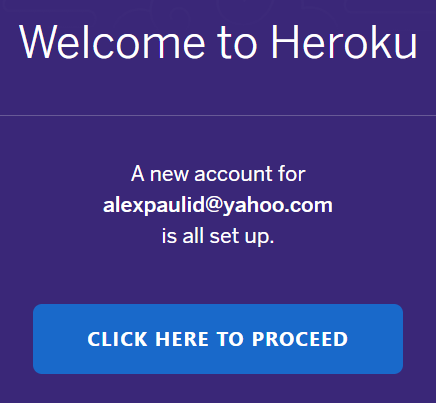 Welcome to Heroku
A new account for
alexpaulid@yahoo.com
is all set up.
CLICK HERE TO PROCEED